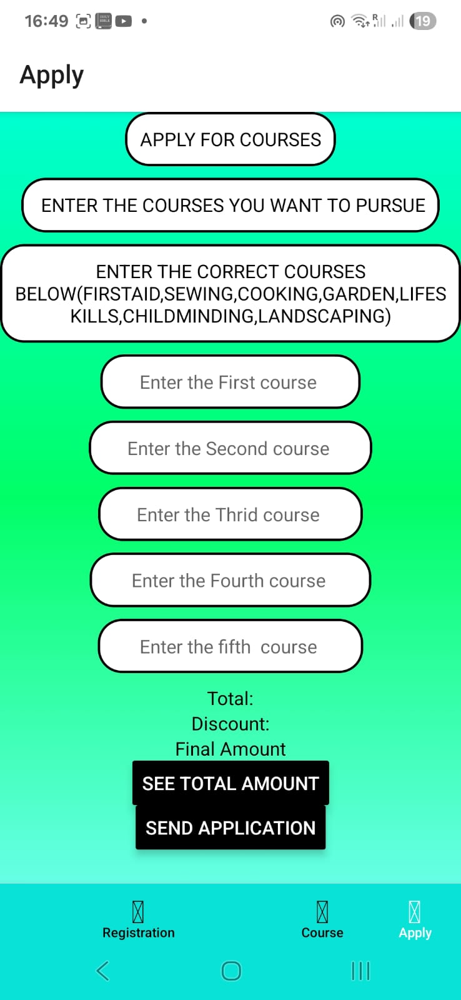 16:49
HOLY
BIBLE
R
19
Apply
APPLY FOR COURSES
ENTER THE COURSES YOU WANT TO PURSUE
ENTER THE CORRECT COURSES
BELOW(FIRSTAID,SEWING,COOKING,GARDEN,LIFES
KILLS,CHILDMINDING,LANDSCAPING)
Enter the First course
Enter the Second course
Enter the Thrid course
Enter the Fourth course
Enter the fifth  course
Total:
Discount:
Final Amount
SEE TOTAL AMOUNT
SEND APPLICATION
Registration
Course
Apply